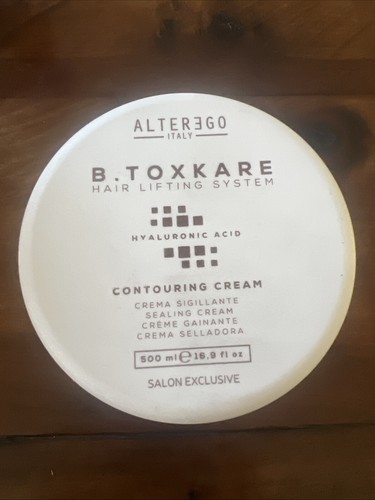 ALTERƎGO
ITALY
B.TOXKARE
HAIR LIFTING SYSTEM
HYALURONIC ACID
CONTOURING CREAM
CREMA SIGILLANTE
SEALING CREAM
CRÈME GAINANTE
CREMA SELLADORA
500 ml ℮ 16.9 fl oz
SALON EXCLUSIVE